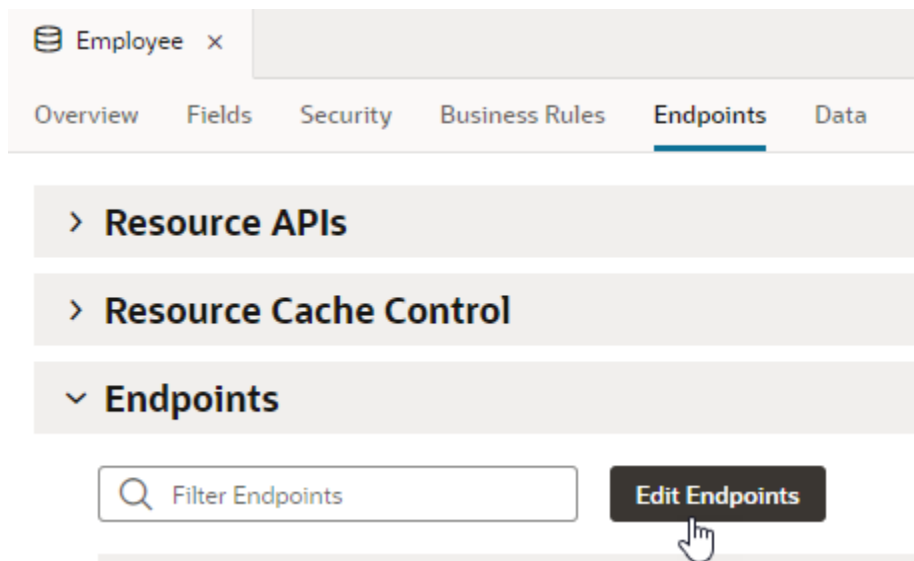 Employee
Overview Fields Security Business Rules Endpoints Data
Resource APIs
Resource Cache Control
Endpoints
Filter Endpoints Edit Endpoints